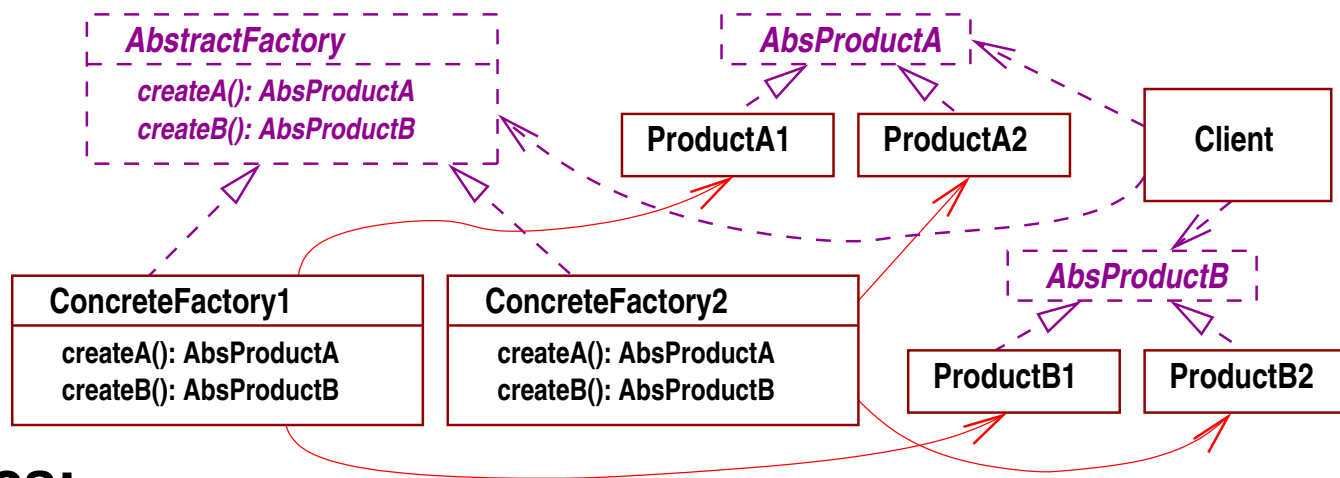 AbstractFactory
createA(): AbsProductA
createB(): AbsProductB
AbsProductA
ProductA1
ProductA2
Client
AbsProductB
ConcreteFactory1
createA(): AbsProductA
createB(): AbsProductB
ConcreteFactory2
createA(): AbsProductA
createB(): AbsProductB
ProductB1
ProductB2